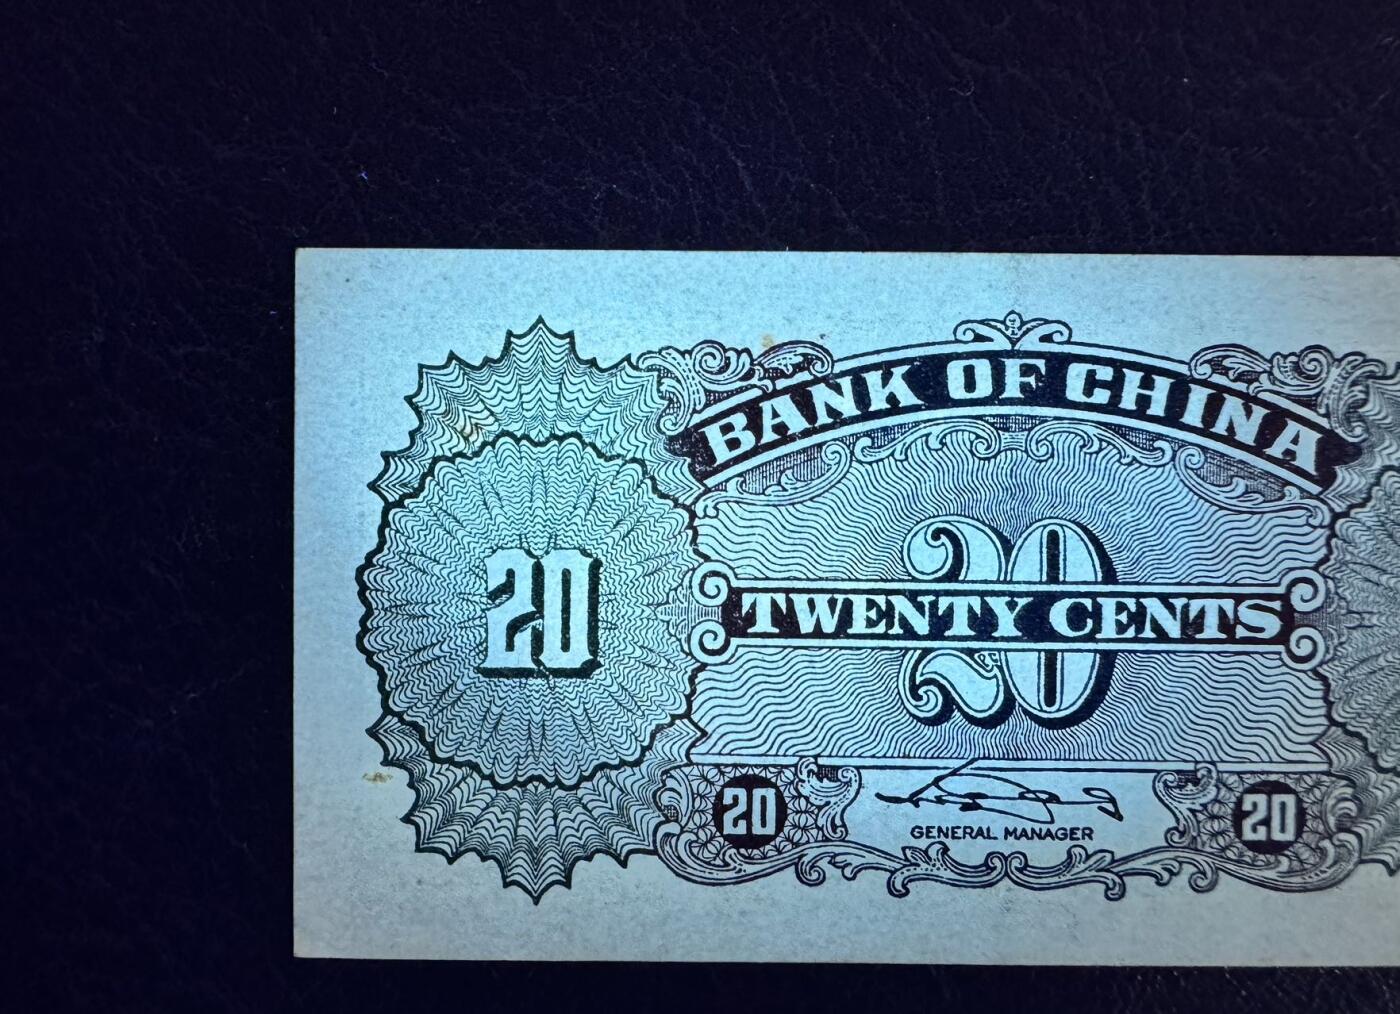 BANK OF CHINA
20
20
TWENTY CENTS
20
20
GENERAL MANAGER